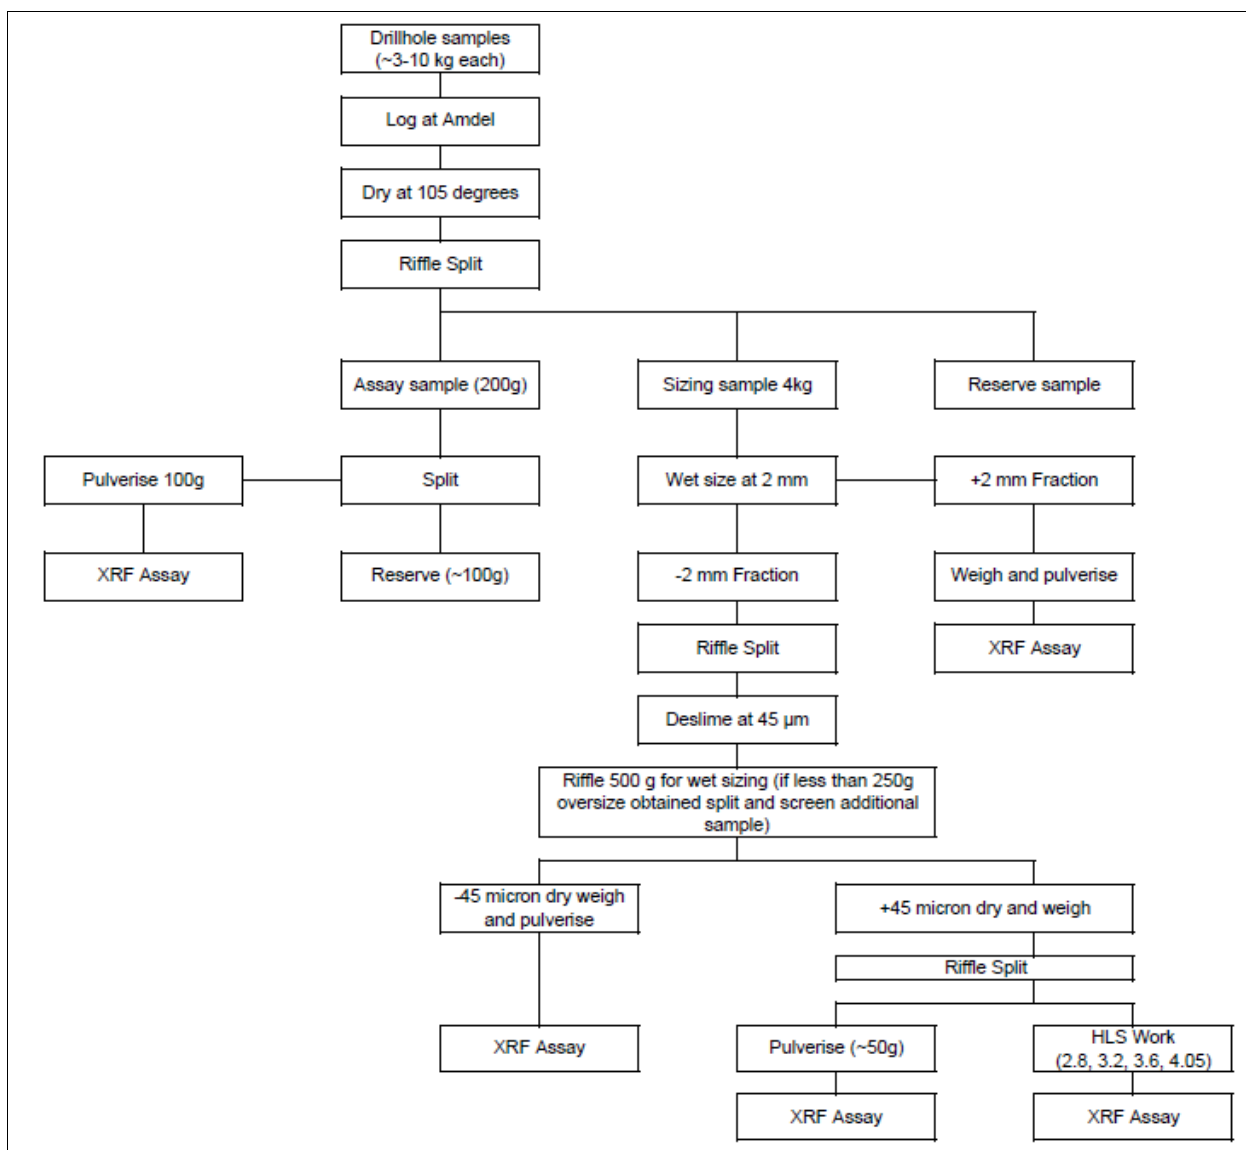 Drillhole samples
(~3-10 kg each)
Log at Amdel
Dry at 105 degrees
Riffle Split
Assay sample (200g)
Sizing sample 4kg
Reserve sample
Pulverise 100g
Split
Wet size at 2 mm
+2 mm Fraction
XRF Assay
Reserve (~100g)
-2 mm Fraction
Weigh and pulverise
Riffle Split
XRF Assay
Deslime at 45 µm
Riffle 500 g for wet sizing (if less than 250g
oversize obtained split and screen additional
sample)
-45 micron dry weigh
and pulverise
+45 micron dry and weigh
Riffle Split
XRF Assay
Pulverise (~50g)
HLS Work
(2.8, 3.2, 3.6, 4.05)
XRF Assay
XRF Assay